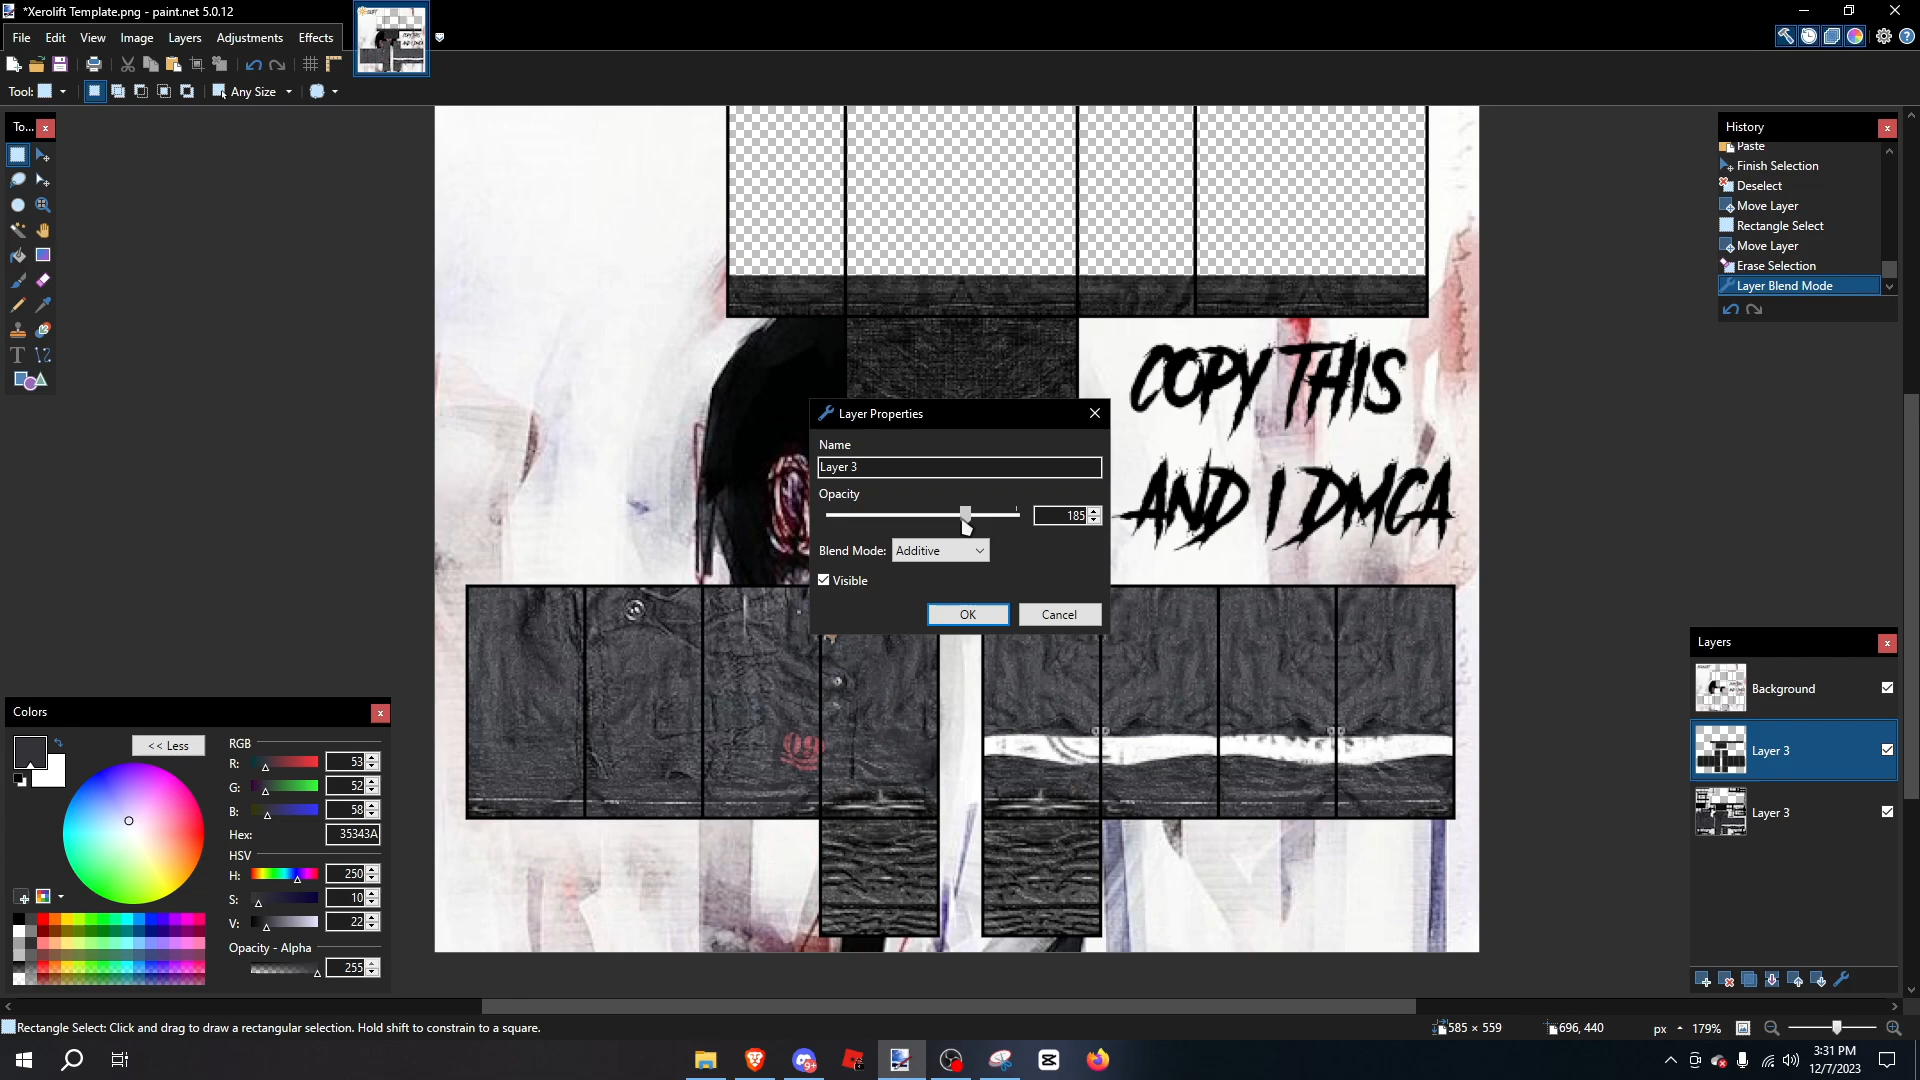 *Xerolift Template.png - paint.net 5.0.12
File Edit View Image Layers Adjustments Effects
Tool:
Any Size
To...
History
Paste
Finish Selection
Deselect
Move Layer
Rectangle Select
Move Layer
Erase Selection
Layer Blend Mode
COPY THIS
AND I DMCA
Layer Properties
Name
Layer 3
Opacity
185
Blend Mode: Additive
Visible
OK Cancel
Layers
Background
Layer 3
Layer 3
Colors
<< Less
RGB
R: 53
G: 52
B: 58
Hex: 35343A
HSV
H: 250
S: 10
V: 22
Opacity - Alpha
255
Rectangle Select: Click and drag to draw a rectangular selection. Hold shift to constrain to a square.
585 × 559
696, 440
px
179%
9+
3:31 PM
12/7/2023